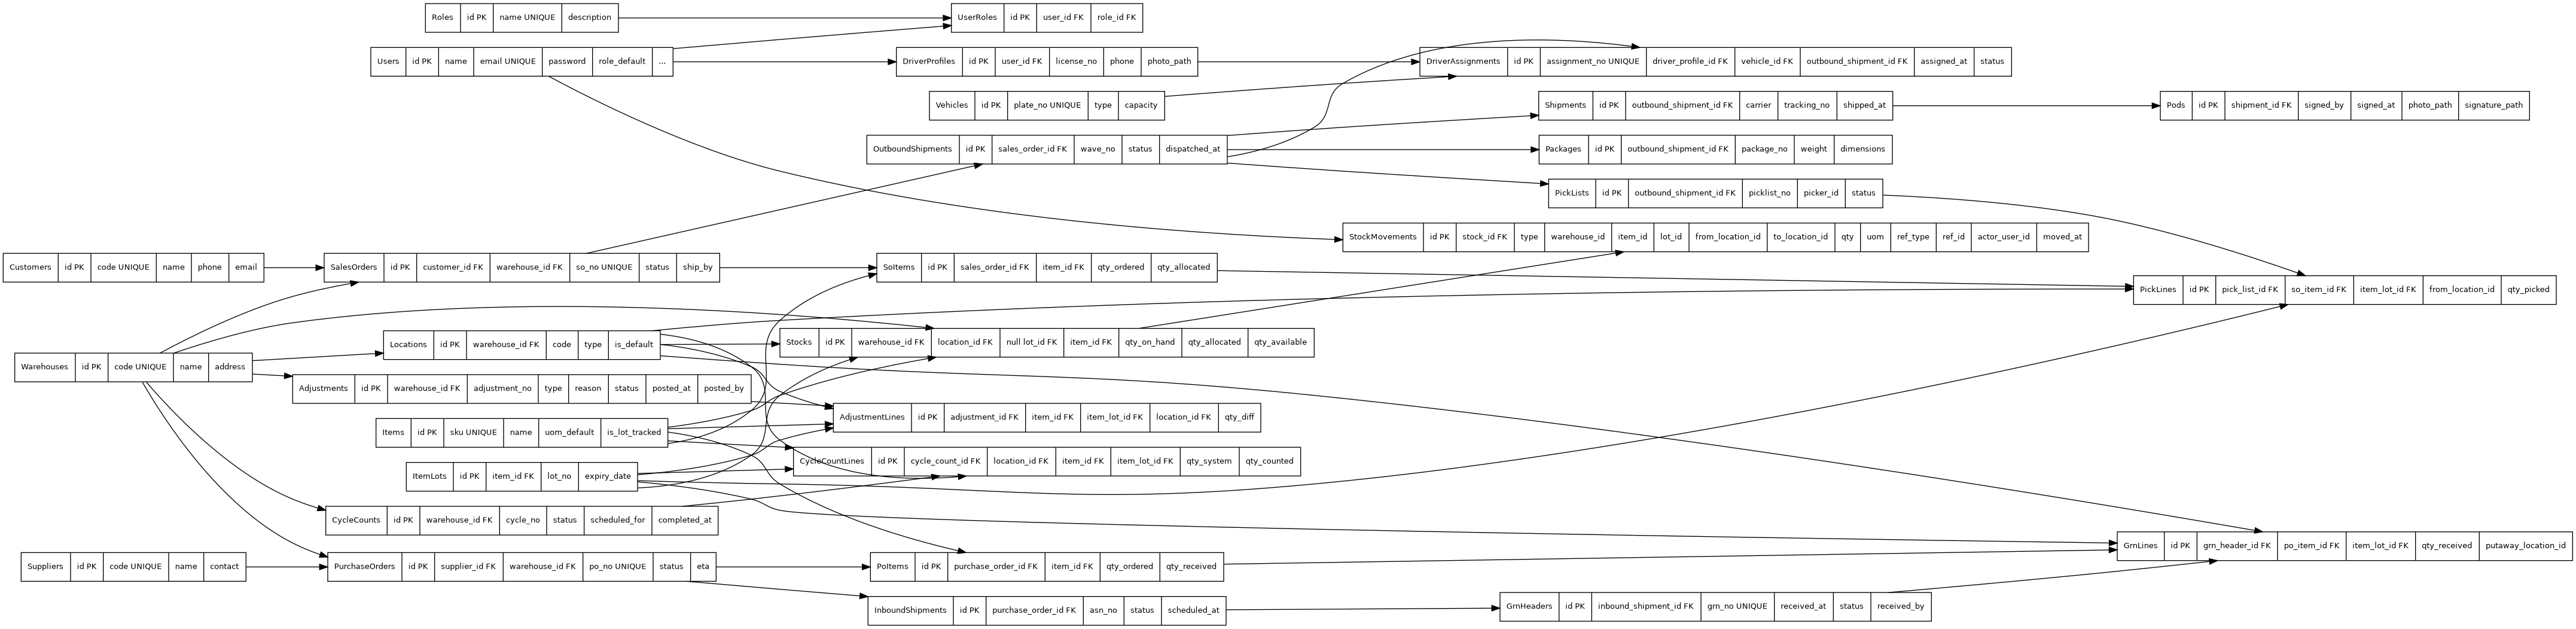 Roles id PK name UNIQUE description
UserRoles id PK user_id FK role_id FK
Users id PK name email UNIQUE password role_default ...
DriverProfiles id PK user_id FK license_no phone photo_path
DriverAssignments id PK assignment_no UNIQUE driver_profile_id FK vehicle_id FK outbound_shipment_id FK assigned_at status
Vehicles id PK plate_no UNIQUE type capacity
Shipments id PK outbound_shipment_id FK carrier tracking_no shipped_at
Pods id PK shipment_id FK signed_by signed_at photo_path signature_path
OutboundShipments id PK sales_order_id FK wave_no status dispatched_at
Packages id PK outbound_shipment_id FK package_no weight dimensions
PickLists id PK outbound_shipment_id FK picklist_no picker_id status
StockMovements id PK stock_id FK type warehouse_id item_id lot_id from_location_id to_location_id qty uom ref_type ref_id actor_user_id moved_at
Customers id PK code UNIQUE name phone email
SalesOrders id PK customer_id FK warehouse_id FK so_no UNIQUE status ship_by
SoItems id PK sales_order_id FK item_id FK qty_ordered qty_allocated
PickLines id PK pick_list_id FK so_item_id FK item_lot_id FK from_location_id qty_picked
Locations id PK warehouse_id FK code type is_default
Stocks id PK warehouse_id FK location_id FK null lot_id FK item_id FK qty_on_hand qty_allocated qty_available
Warehouses id PK code UNIQUE name address
Adjustments id PK warehouse_id FK adjustment_no type reason status posted_at posted_by
AdjustmentLines id PK adjustment_id FK item_id FK item_lot_id FK location_id FK qty_diff
Items id PK sku UNIQUE name uom_default is_lot_tracked
CycleCountLines id PK cycle_count_id FK location_id FK item_id FK item_lot_id FK qty_system qty_counted
ItemLots id PK item_id FK lot_no expiry_date
CycleCounts id PK warehouse_id FK cycle_no status scheduled_for completed_at
GrnLines id PK grn_header_id FK po_item_id FK item_lot_id FK qty_received putaway_location_id
Suppliers id PK code UNIQUE name contact
PurchaseOrders id PK supplier_id FK warehouse_id FK po_no UNIQUE status eta
PoItems id PK purchase_order_id FK item_id FK qty_ordered qty_received
InboundShipments id PK purchase_order_id FK asn_no status scheduled_at
GrnHeaders id PK inbound_shipment_id FK grn_no UNIQUE received_at status received_by